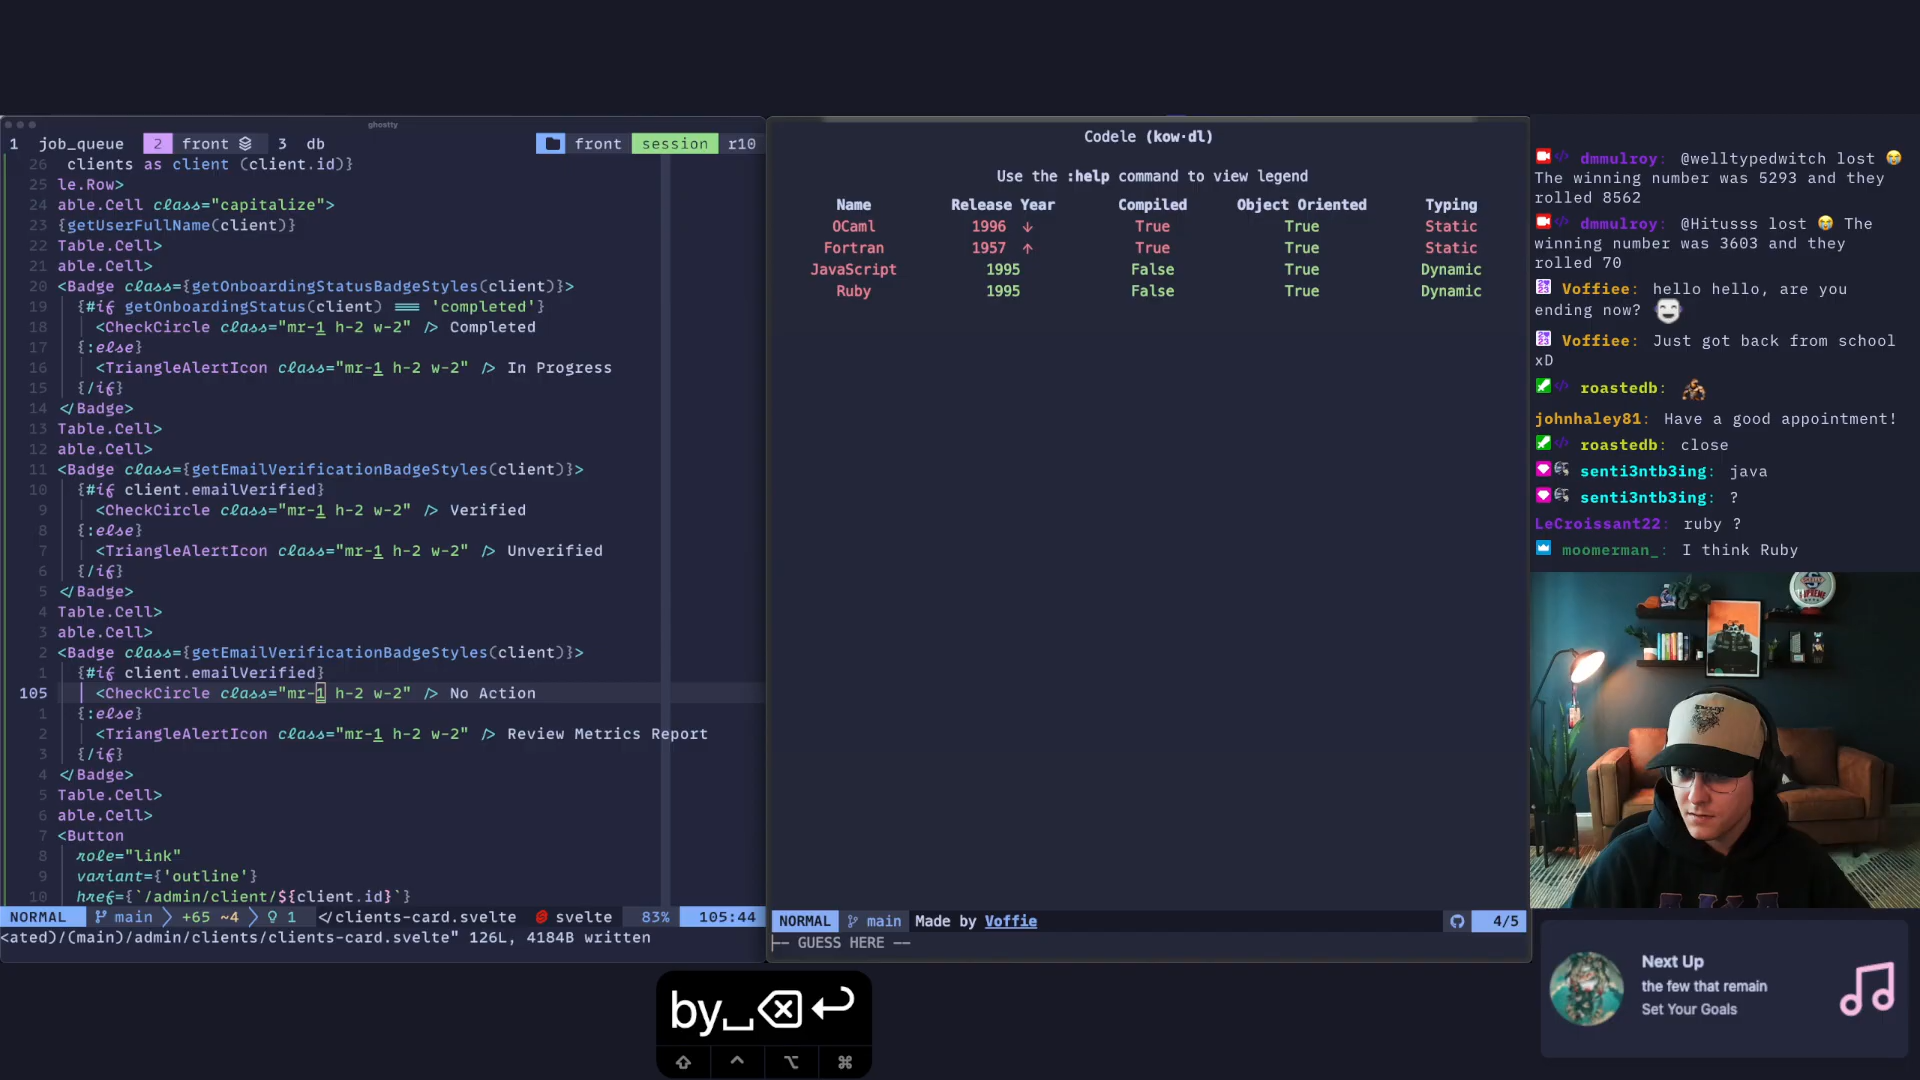 ghostty
1 job_queue 2 front 3 db front session r10
26 clients as client (client.id)}
25 le.Row>
24 able.Cell class="capitalize">
23 {getUserFullName(client)}
22 Table.Cell>
21 able.Cell>
20 <Badge class={getOnboardingStatusBadgeStyles(client)}>
19 {#if getOnboardingStatus(client) === 'completed'}
18 <CheckCircle class="mr-1 h-2 w-2" /> Completed
17 {:else}
16 <TriangleAlertIcon class="mr-1 h-2 w-2" /> In Progress
15 {/if}
14 </Badge>
13 Table.Cell>
12 able.Cell>
11 <Badge class={getEmailVerificationBadgeStyles(client)}>
10 {#if client.emailVerified}
9 <CheckCircle class="mr-1 h-2 w-2" /> Verified
8 {:else}
7 <TriangleAlertIcon class="mr-1 h-2 w-2" /> Unverified
6 {/if}
5 </Badge>
4 Table.Cell>
3 able.Cell>
2 <Badge class={getEmailVerificationBadgeStyles(client)}>
1 {#if client.emailVerified}
105 <CheckCircle class="mr-1 h-2 w-2" /> No Action
1 {:else}
2 <TriangleAlertIcon class="mr-1 h-2 w-2" /> Review Metrics Report
3 {/if}
4 </Badge>
5 Table.Cell>
6 able.Cell>
7 <Button
8 role="link"
9 variant={'outline'}
10 href={`/admin/client/${client.id}`}
NORMAL main +65 ~4 1 </clients-card.svelte svelte 83% 105:44
<ated)/(main)/admin/clients/clients-card.svelte" 126L, 4184B written
Codele (kow·dl)
Use the :help command to view legend
Name Release Year Compiled Object Oriented Typing
OCaml 1996 ↓ True True Static
Fortran 1957 ↑ True True Static
JavaScript 1995 False True Dynamic
Ruby 1995 False True Dynamic
NORMAL main Made by Voffie 4/5
-- GUESS HERE --
dmmulroy: @welltypedwitch lost 😭
The winning number was 5293 and they
rolled 8562
dmmulroy: @Hitusss lost 😭 The
winning number was 3603 and they
rolled 70
Voffiee: hello hello, are you
ending now?
Voffiee: Just got back from school
xD
roastedb:
johnhaley81: Have a good appointment!
roastedb: close
senti3ntb3ing: java
senti3ntb3ing: ?
LeCroissant22: ruby ?
moomerman_: I think Ruby
by␣⌫↩
⇧ ⌃ ⌥ ⌘
Next Up
the few that remain
Set Your Goals